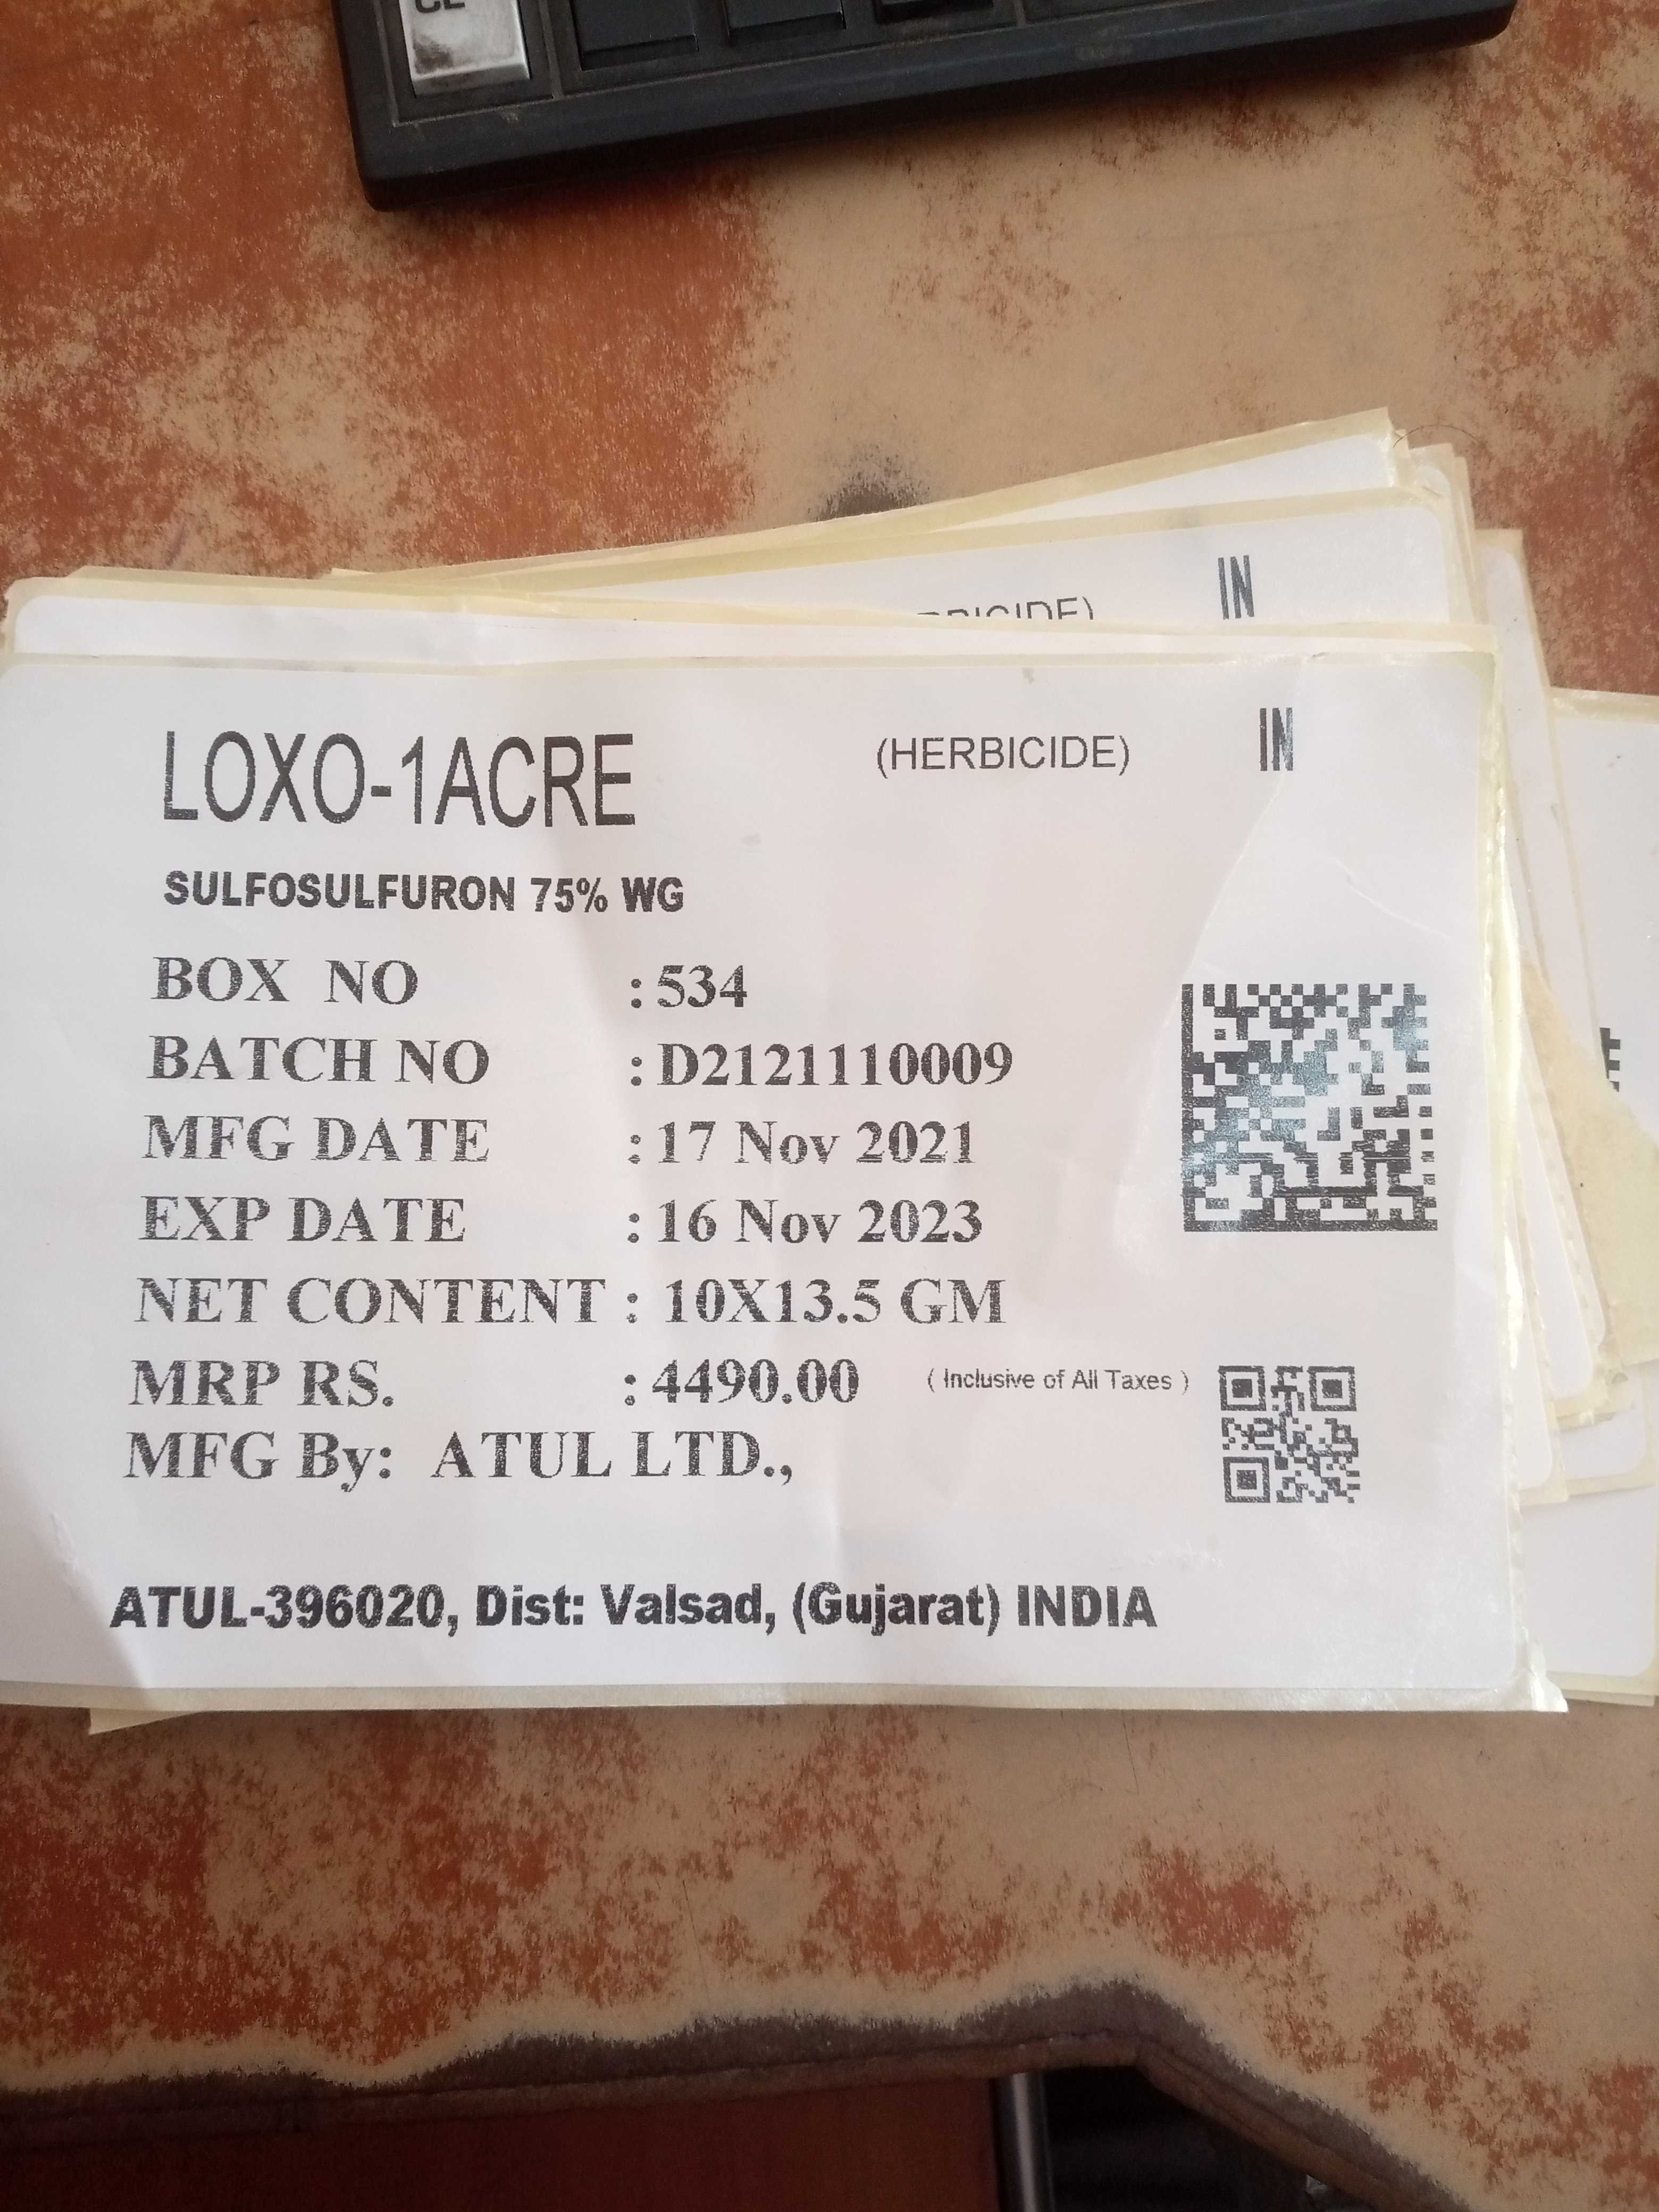 CE
IN
LOXO-1ACRE (HERBICIDE) IN
SULFOSULFURON 75% WG
BOX NO : 534
BATCH NO : D2121110009
MFG DATE : 17 Nov 2021
EXP DATE : 16 Nov 2023
NET CONTENT : 10X13.5 GM
MRP RS. : 4490.00 ( Inclusive of All Taxes )
MFG By: ATUL LTD.,
ATUL-396020, Dist: Valsad, (Gujarat) INDIA